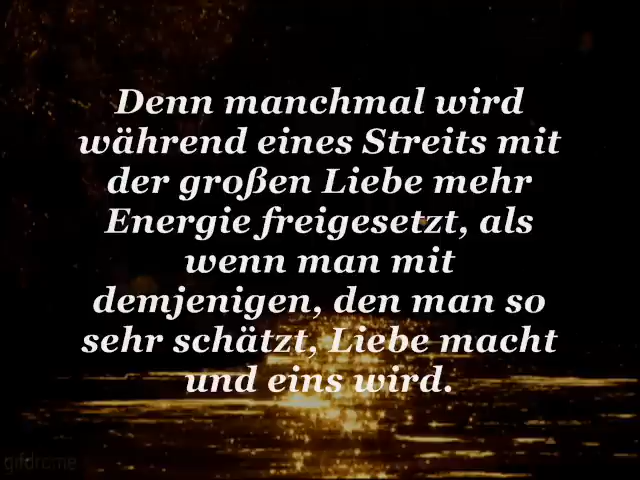 Denn manchmal wird
während eines Streits mit
der großen Liebe mehr
Energie freigesetzt, als
wenn man mit
demjenigen, den man so
sehr schätzt, Liebe macht
und eins wird.
gifdrome